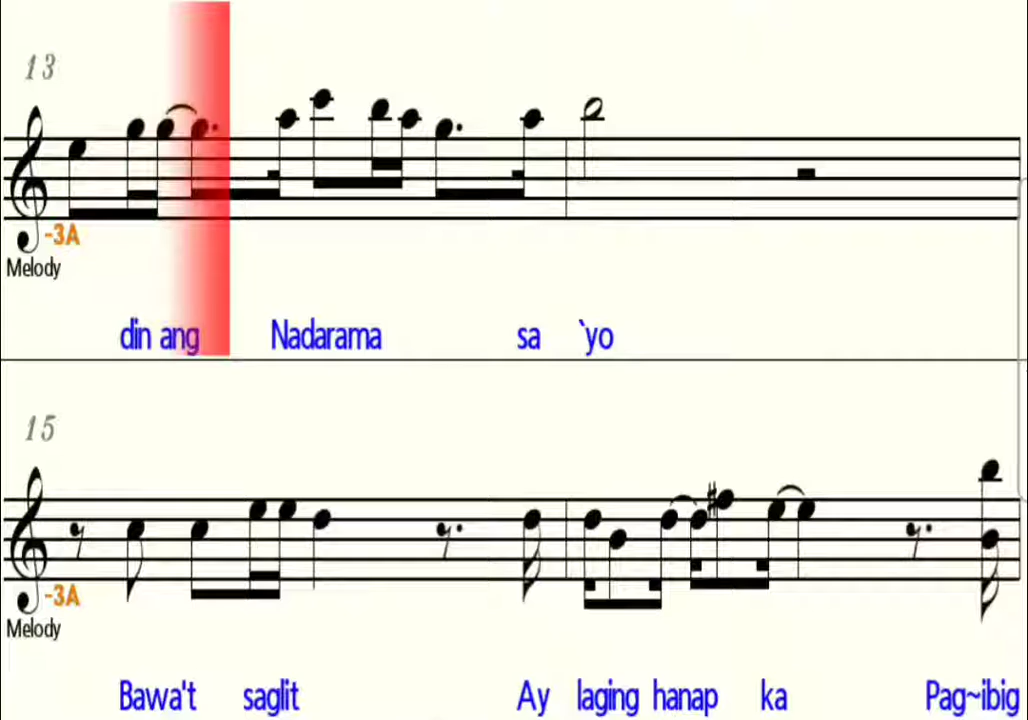 13
-3A
Melody
din ang Nadarama sa `yo
15
-3A
Melody
Bawa't saglit Ay laging hanap ka Pag~ibig